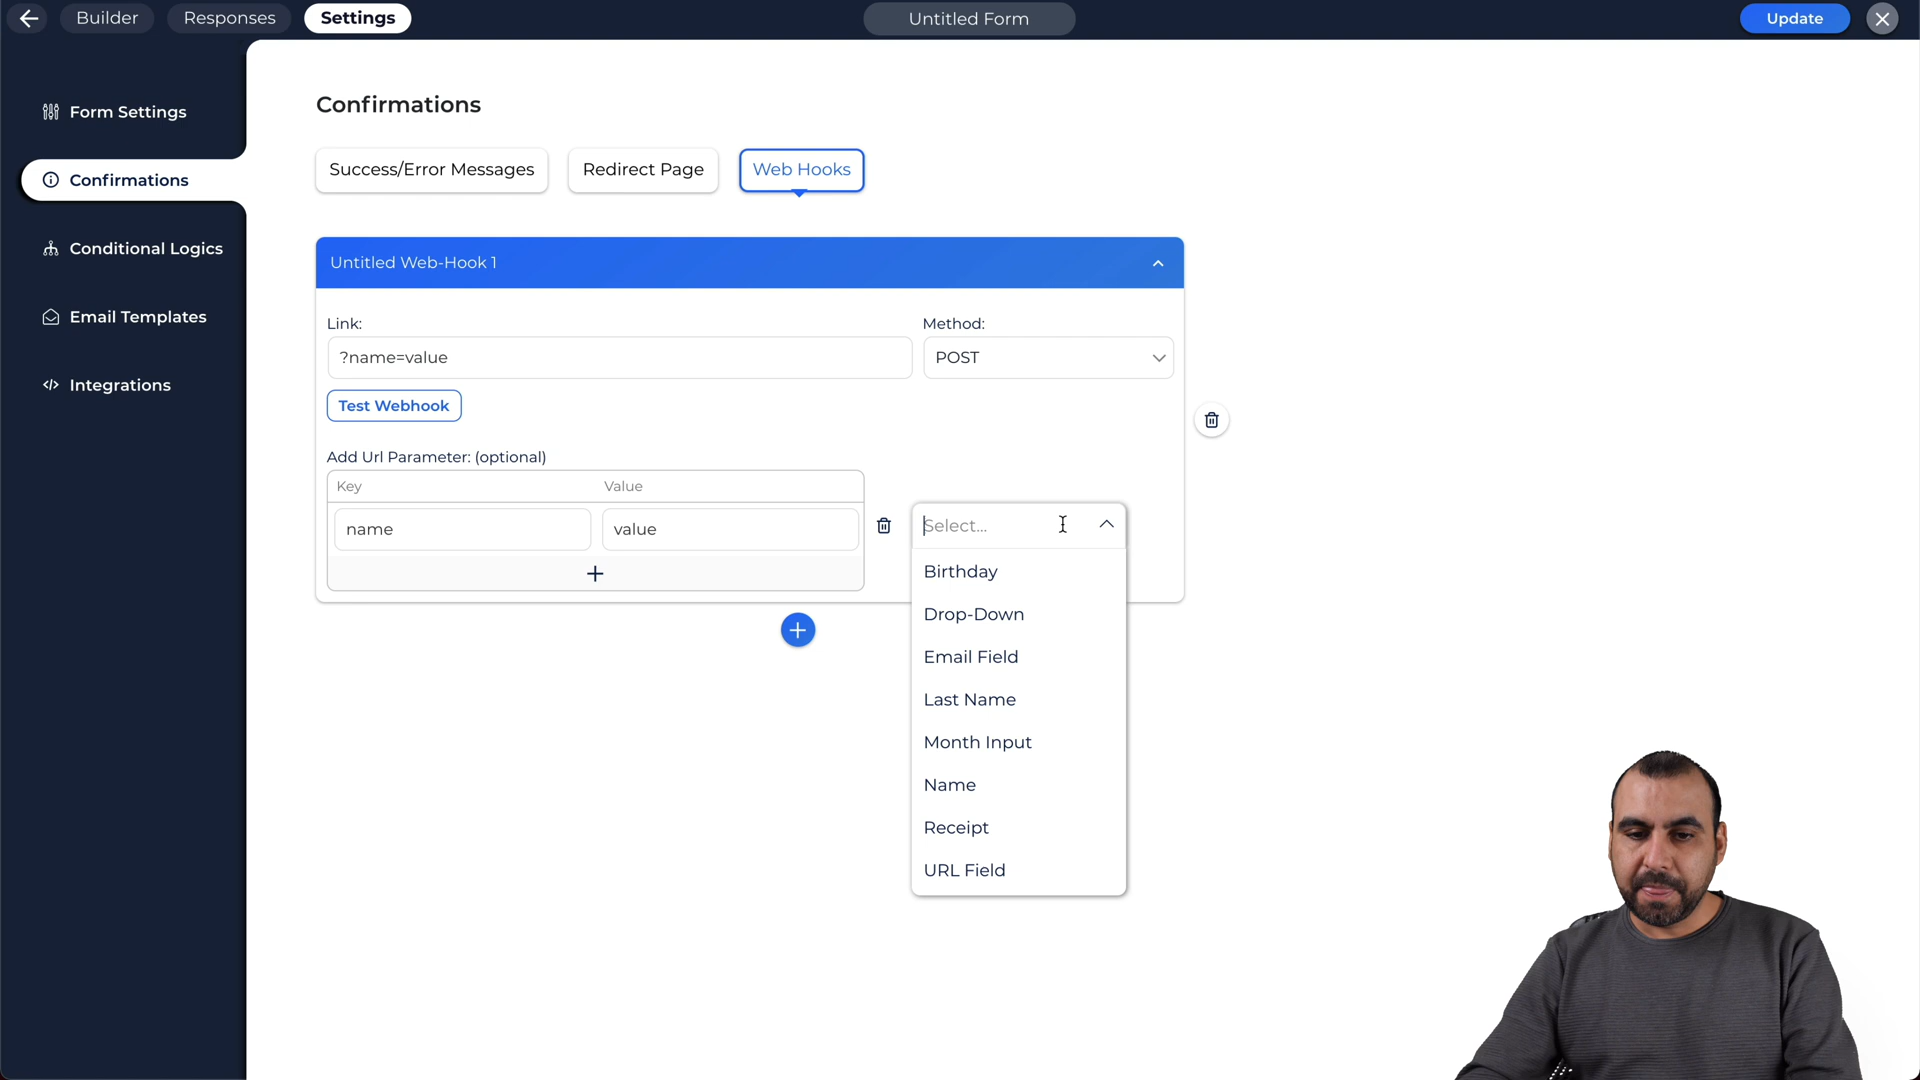 Builder
Responses
Settings
Untitled Form
Update
Form Settings
Confirmations
Conditional Logics
Email Templates
Integrations
Confirmations
Success/Error Messages
Redirect Page
Web Hooks
Untitled Web-Hook 1
Link:
Method:
?name=value
POST
Test Webhook
Add Url Parameter: (optional)
Key
Value
name
value
Select...
Birthday
Drop-Down
Email Field
Last Name
Month Input
Name
Receipt
URL Field